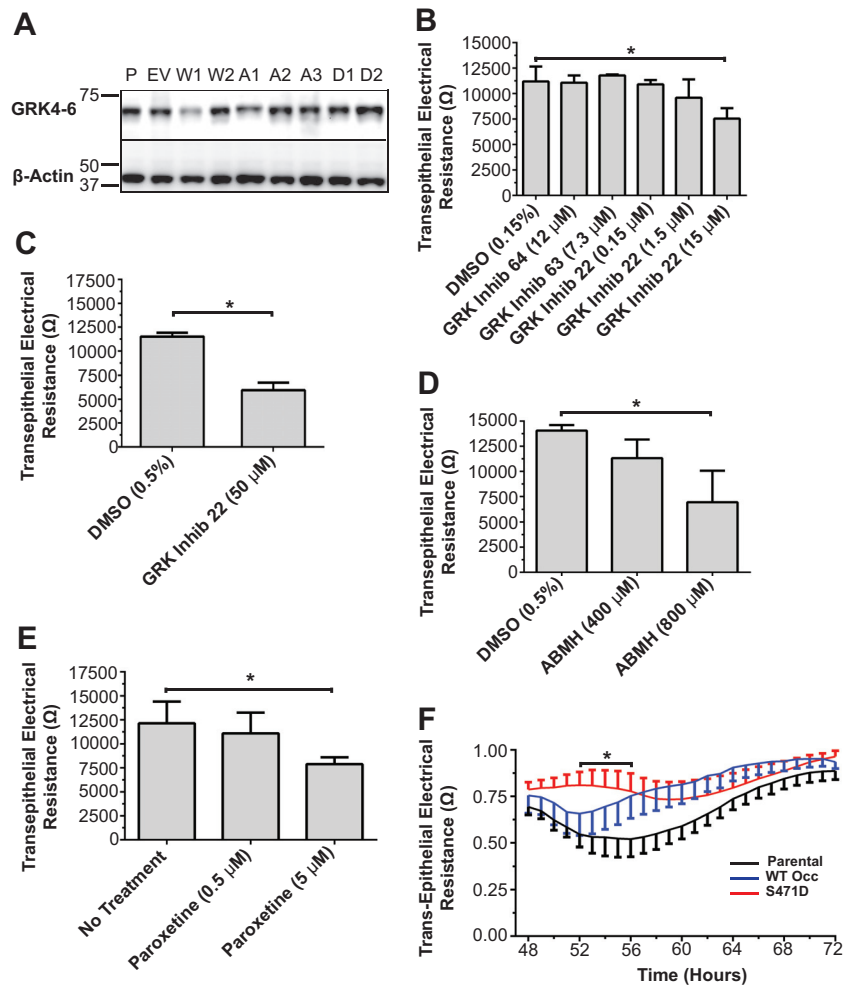 A
P EV W1 W2 A1 A2 A3 D1 D2
GRK4-6
75
β-Actin
50
37
B
Transepithelial Electrical
Resistance (Ω)
15000
12500
10000
7500
5000
2500
0
*
DMSO (0.15%)
GRK Inhib 64 (12 μM)
GRK Inhib 63 (7.3 μM)
GRK Inhib 22 (0.15 μM)
GRK Inhib 22 (1.5 μM)
GRK Inhib 22 (15 μM)
C
Transepithelial Electrical
Resistance (Ω)
17500
15000
12500
10000
7500
5000
2500
0
*
DMSO (0.5%)
GRK Inhib 22 (50 μM)
D
Transepithelial Electrical
Resistance (Ω)
15000
12500
10000
7500
5000
2500
0
*
DMSO (0.5%)
ABMH (400 μM)
ABMH (800 μM)
E
Transepithelial Electrical
Resistance (Ω)
17500
15000
12500
10000
7500
5000
2500
0
*
No Treatment
Paroxetine (0.5 μM)
Paroxetine (5 μM)
F
Trans-Epithelial Electrical
Resistance (Ω)
1.00
0.75
0.50
0.25
0.00
*
Parental
WT Occ
S471D
48 52 56 60 64 68 72
Time (Hours)